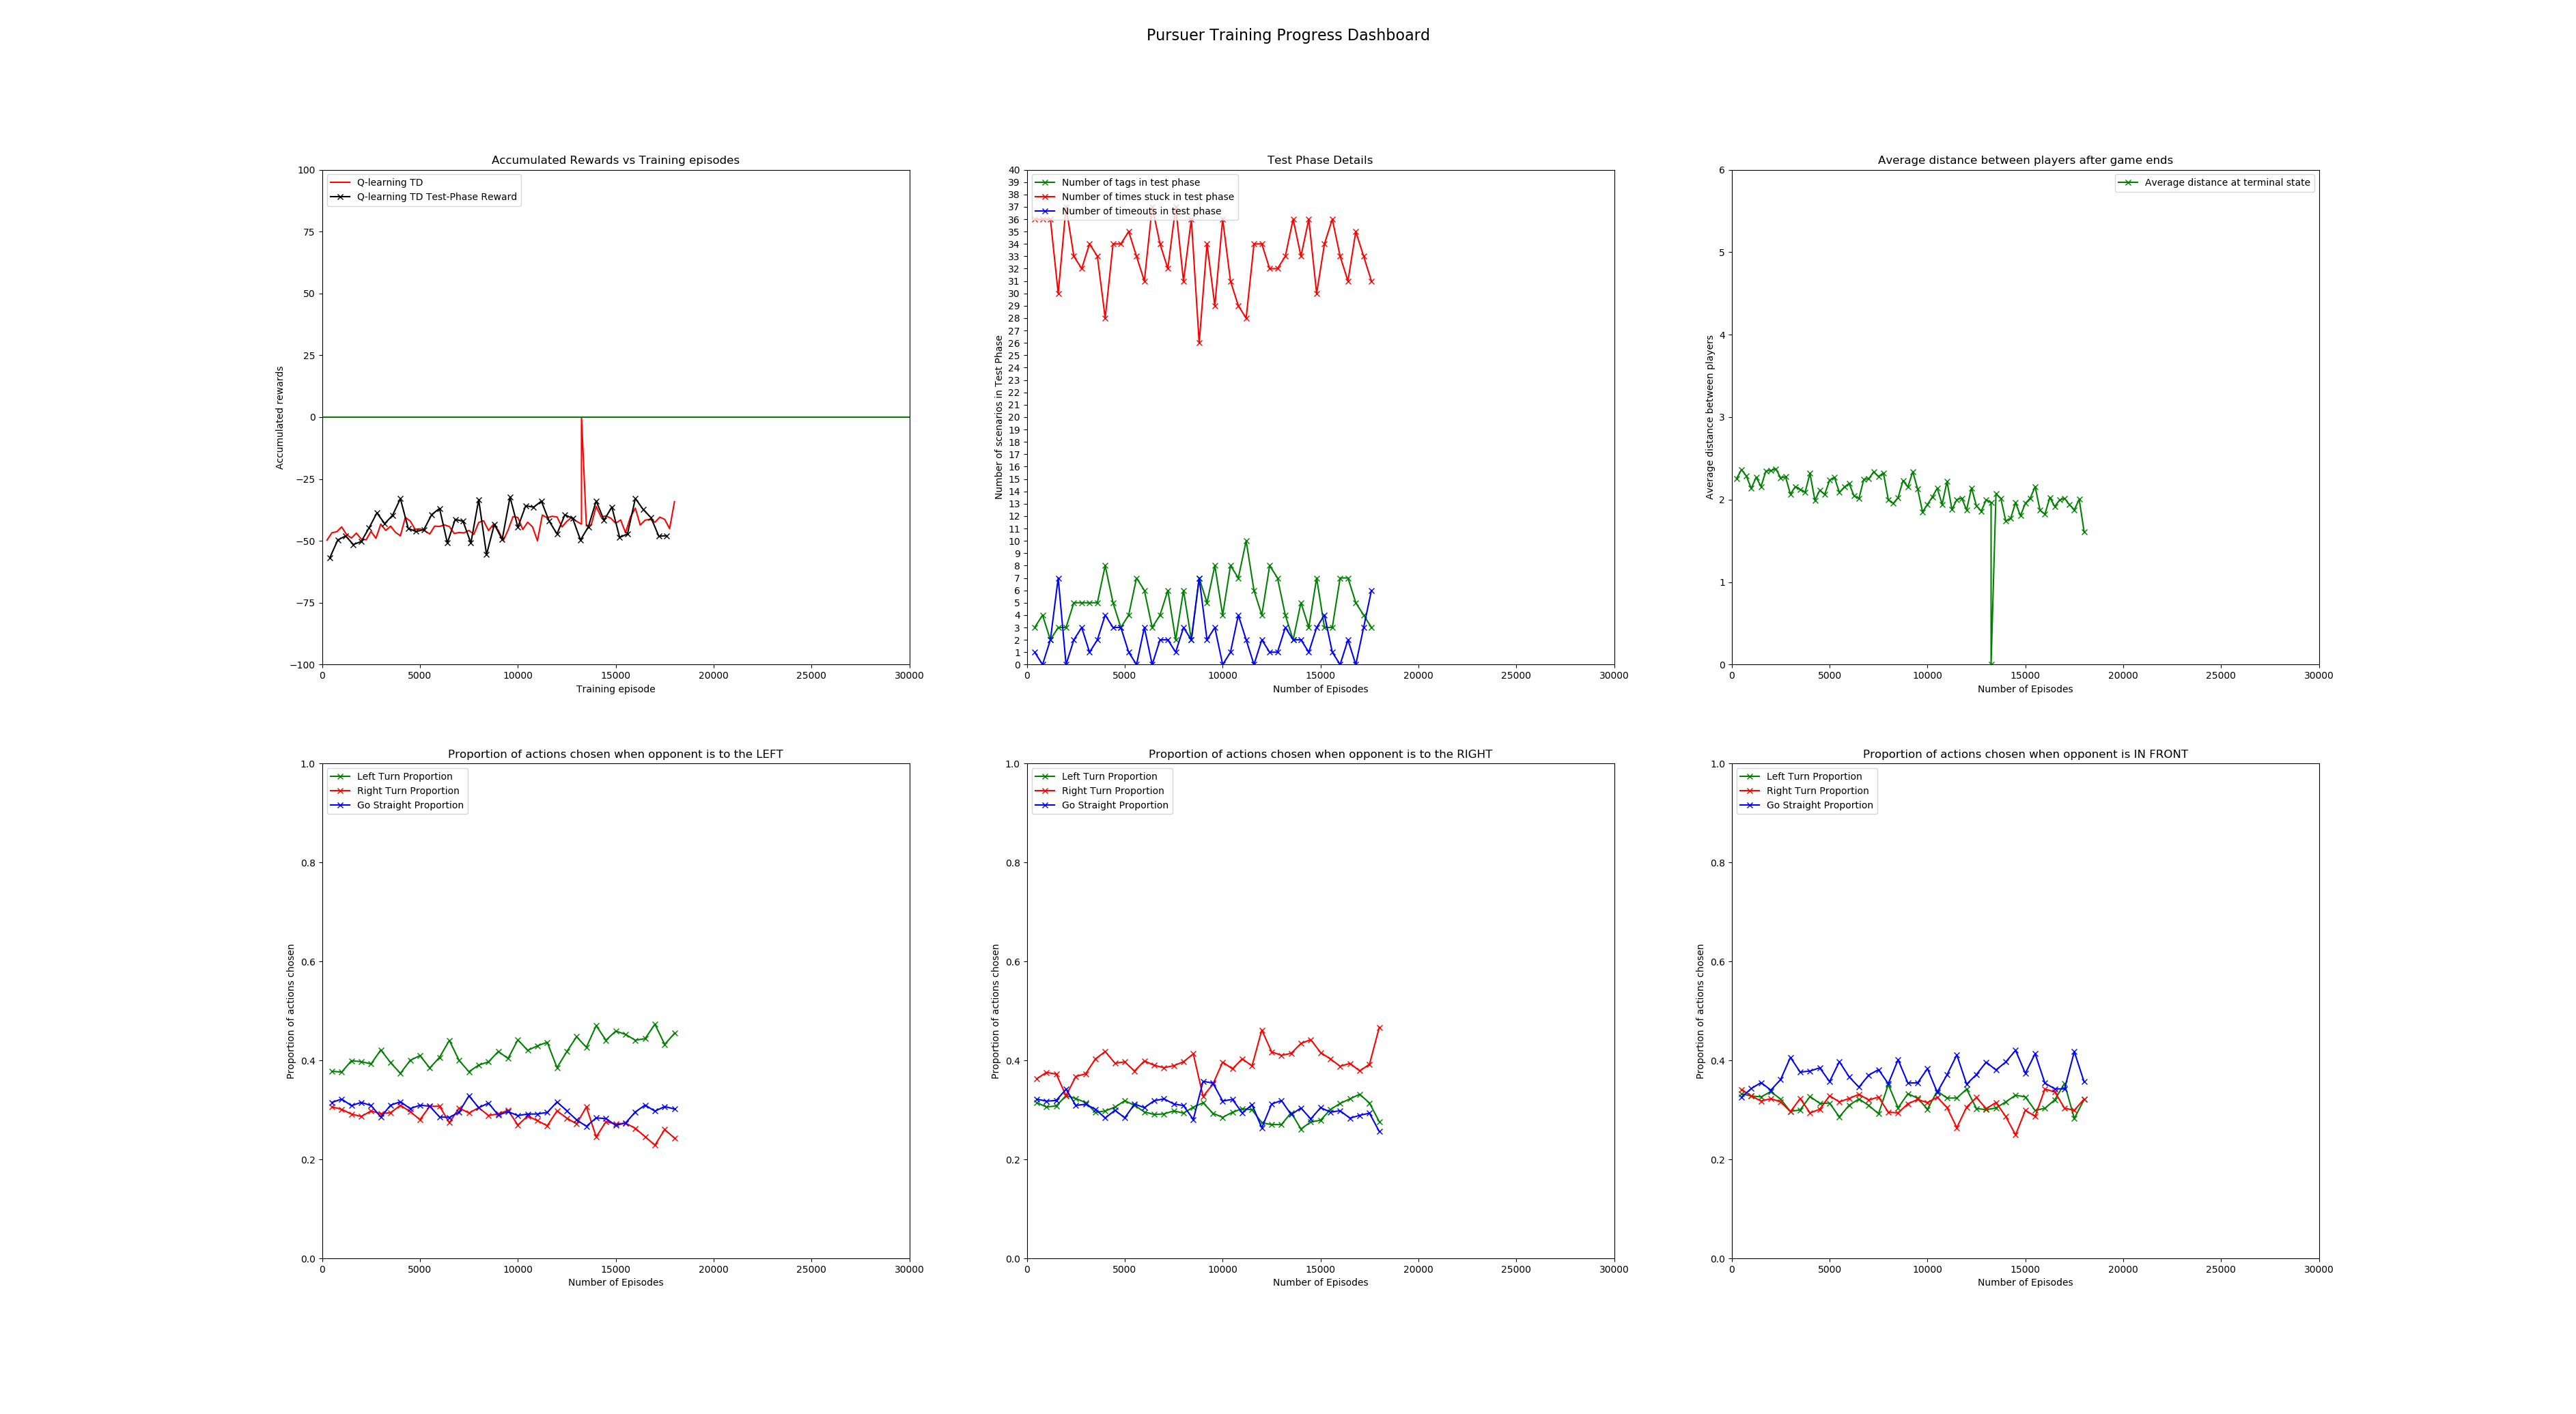 Pursuer Training Progress Dashboard
Accumulated Rewards vs Training episodes
100
75
50
25
0
−25
−50
−75
−100
Accumulated rewards
Q-learning TD
Q-learning TD Test-Phase Reward
0 5000 10000 15000 20000 25000 30000
Training episode
Test Phase Details
40
39
38
37
36
35
34
33
32
31
30
29
28
27
26
25
24
23
22
21
20
19
18
17
16
15
14
13
12
11
10
9
8
7
6
5
4
3
2
1
0
Number of scenarios in Test Phase
Number of tags in test phase
Number of times stuck in test phase
Number of timeouts in test phase
0 5000 10000 15000 20000 25000 30000
Number of Episodes
Average distance between players after game ends
6
5
4
3
2
1
0
Average distance between players
Average distance at terminal state
0 5000 10000 15000 20000 25000 30000
Number of Episodes
Proportion of actions chosen when opponent is to the LEFT
1.0
0.8
0.6
0.4
0.2
0.0
Proportion of actions chosen
Left Turn Proportion
Right Turn Proportion
Go Straight Proportion
0 5000 10000 15000 20000 25000 30000
Number of Episodes
Proportion of actions chosen when opponent is to the RIGHT
1.0
0.8
0.6
0.4
0.2
0.0
Proportion of actions chosen
Left Turn Proportion
Right Turn Proportion
Go Straight Proportion
0 5000 10000 15000 20000 25000 30000
Number of Episodes
Proportion of actions chosen when opponent is IN FRONT
1.0
0.8
0.6
0.4
0.2
0.0
Proportion of actions chosen
Left Turn Proportion
Right Turn Proportion
Go Straight Proportion
0 5000 10000 15000 20000 25000 30000
Number of Episodes